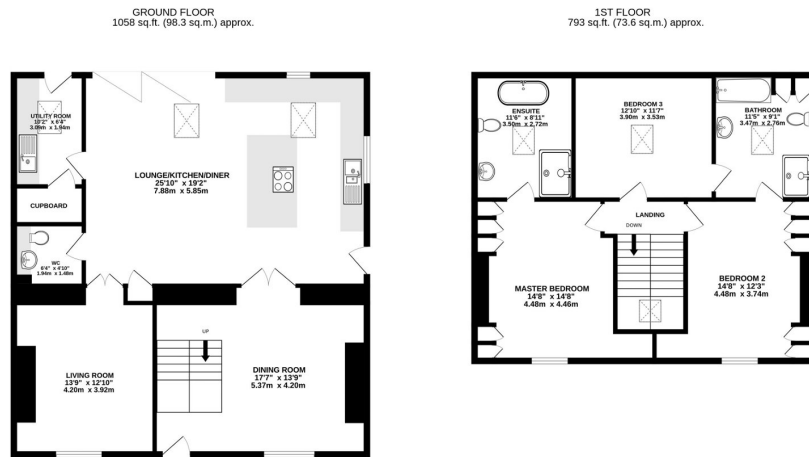 GROUND FLOOR
1058 sq.ft. (98.3 sq.m.) approx.
UTILITY ROOM
10'2" x 6'4"
3.09m x 1.94m
LOUNGE/KITCHEN/DINER
25'10" x 19'2"
7.88m x 5.85m
CUPBOARD
WC
6'4" x 4'10"
1.94m x 1.48m
LIVING ROOM
13'9" x 12'10"
4.20m x 3.92m
UP
DINING ROOM
17'7" x 13'9"
5.37m x 4.20m
1ST FLOOR
793 sq.ft. (73.6 sq.m.) approx.
ENSUITE
11'6" x 8'11"
3.50m x 2.72m
BEDROOM 3
12'10" x 11'7"
3.90m x 3.53m
BATHROOM
11'5" x 9'1"
3.47m x 2.76m
LANDING
DOWN
MASTER BEDROOM
14'8" x 14'8"
4.48m x 4.46m
BEDROOM 2
14'8" x 12'3"
4.48m x 3.74m